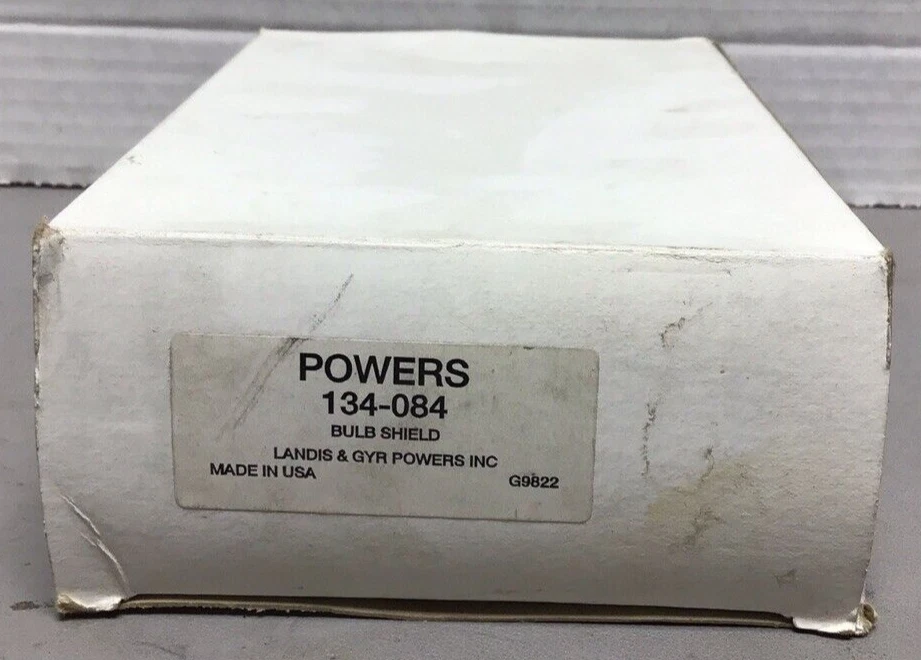 POWERS
134-084
BULB SHIELD
LANDIS & GYR POWERS INC
MADE IN USA G9822